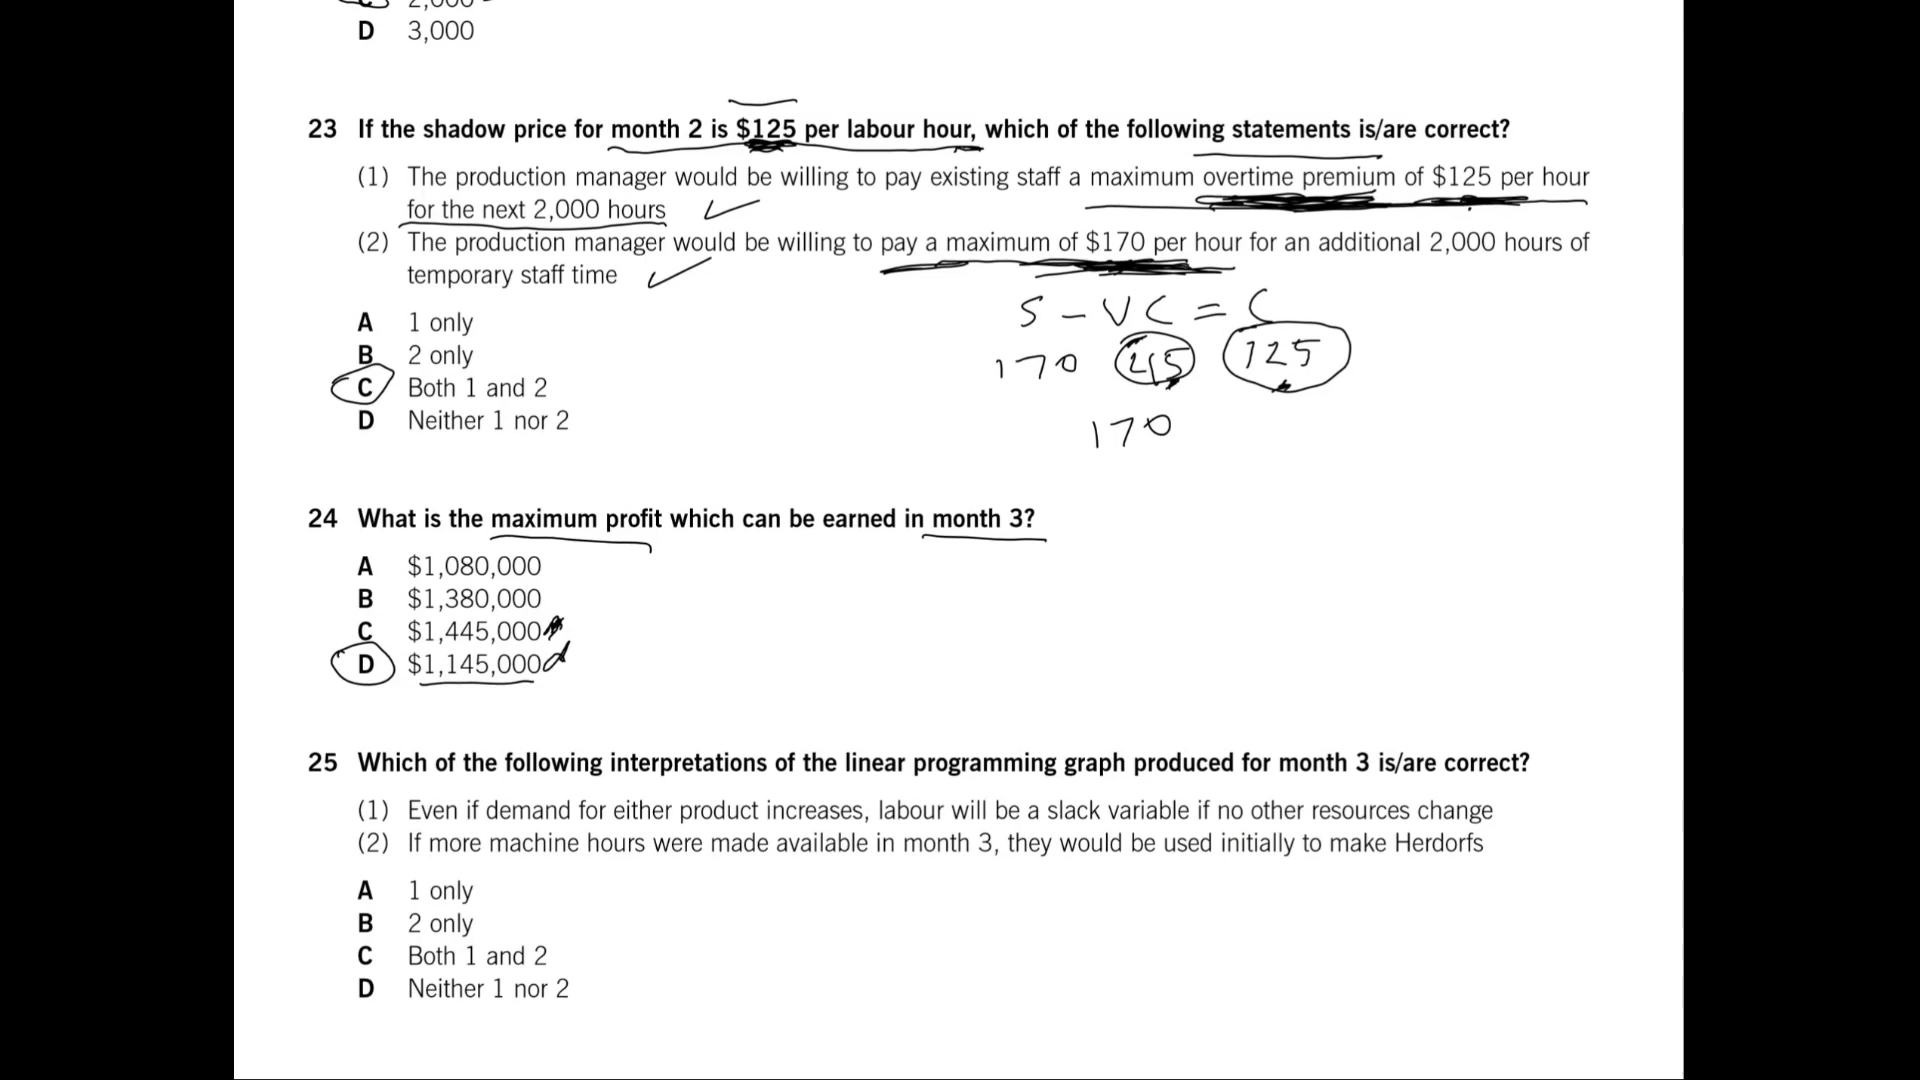 C 2,000
D 3,000
23 If the shadow price for month 2 is $125 per labour hour, which of the following statements is/are correct?
(1) The production manager would be willing to pay existing staff a maximum overtime premium of $125 per hour
for the next 2,000 hours
(2) The production manager would be willing to pay a maximum of $170 per hour for an additional 2,000 hours of
temporary staff time
S - VC = C
A 1 only
170 45 125
B 2 only
C Both 1 and 2
D Neither 1 nor 2
170
24 What is the maximum profit which can be earned in month 3?
A $1,080,000
B $1,380,000
C $1,445,000
D $1,145,000
25 Which of the following interpretations of the linear programming graph produced for month 3 is/are correct?
(1) Even if demand for either product increases, labour will be a slack variable if no other resources change
(2) If more machine hours were made available in month 3, they would be used initially to make Herdorfs
A 1 only
B 2 only
C Both 1 and 2
D Neither 1 nor 2